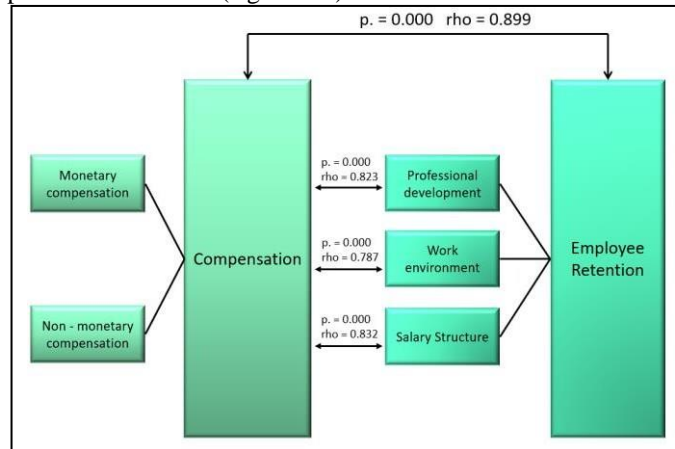 p. = 0.000 rho = 0.899
Monetary
compensation
Non - monetary
compensation
Compensation
p. = 0.000
rho = 0.823
p. = 0.000
rho = 0.787
p. = 0.000
rho = 0.832
Professional
development
Work
environment
Salary Structure
Employee
Retention